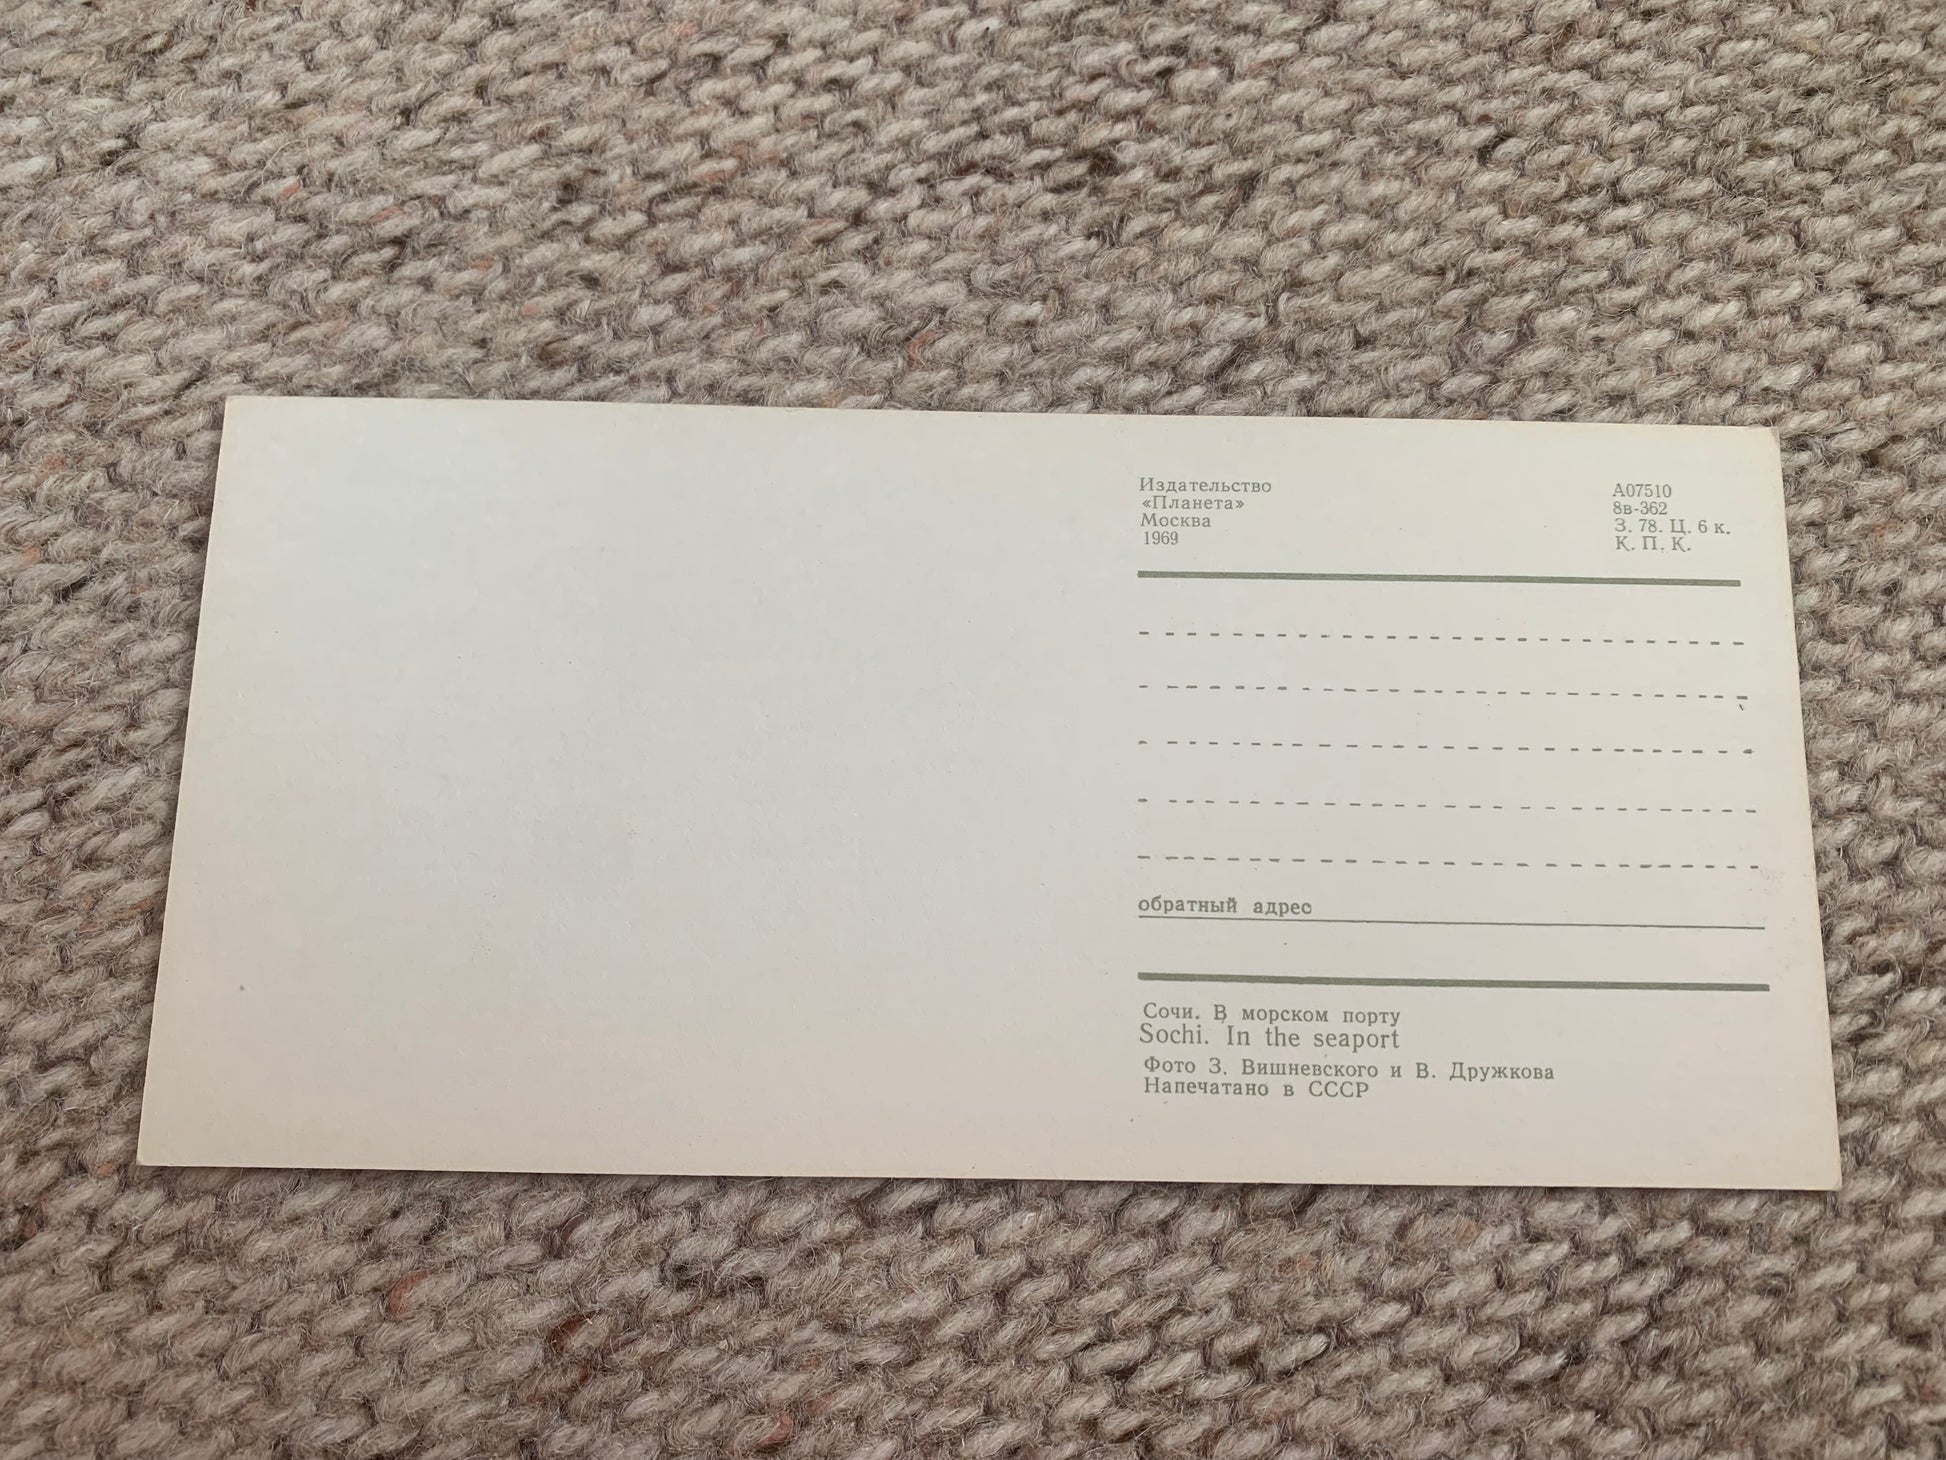 Издательство
«Планета»
Москва
1969
А07510
8в-362
З. 78. Ц. 6 к.
К. П. К.
обратный адрес
Сочи. В морском порту
Sochi. In the seaport
Фото З. Вишневского и В. Дружкова
Напечатано в СССР